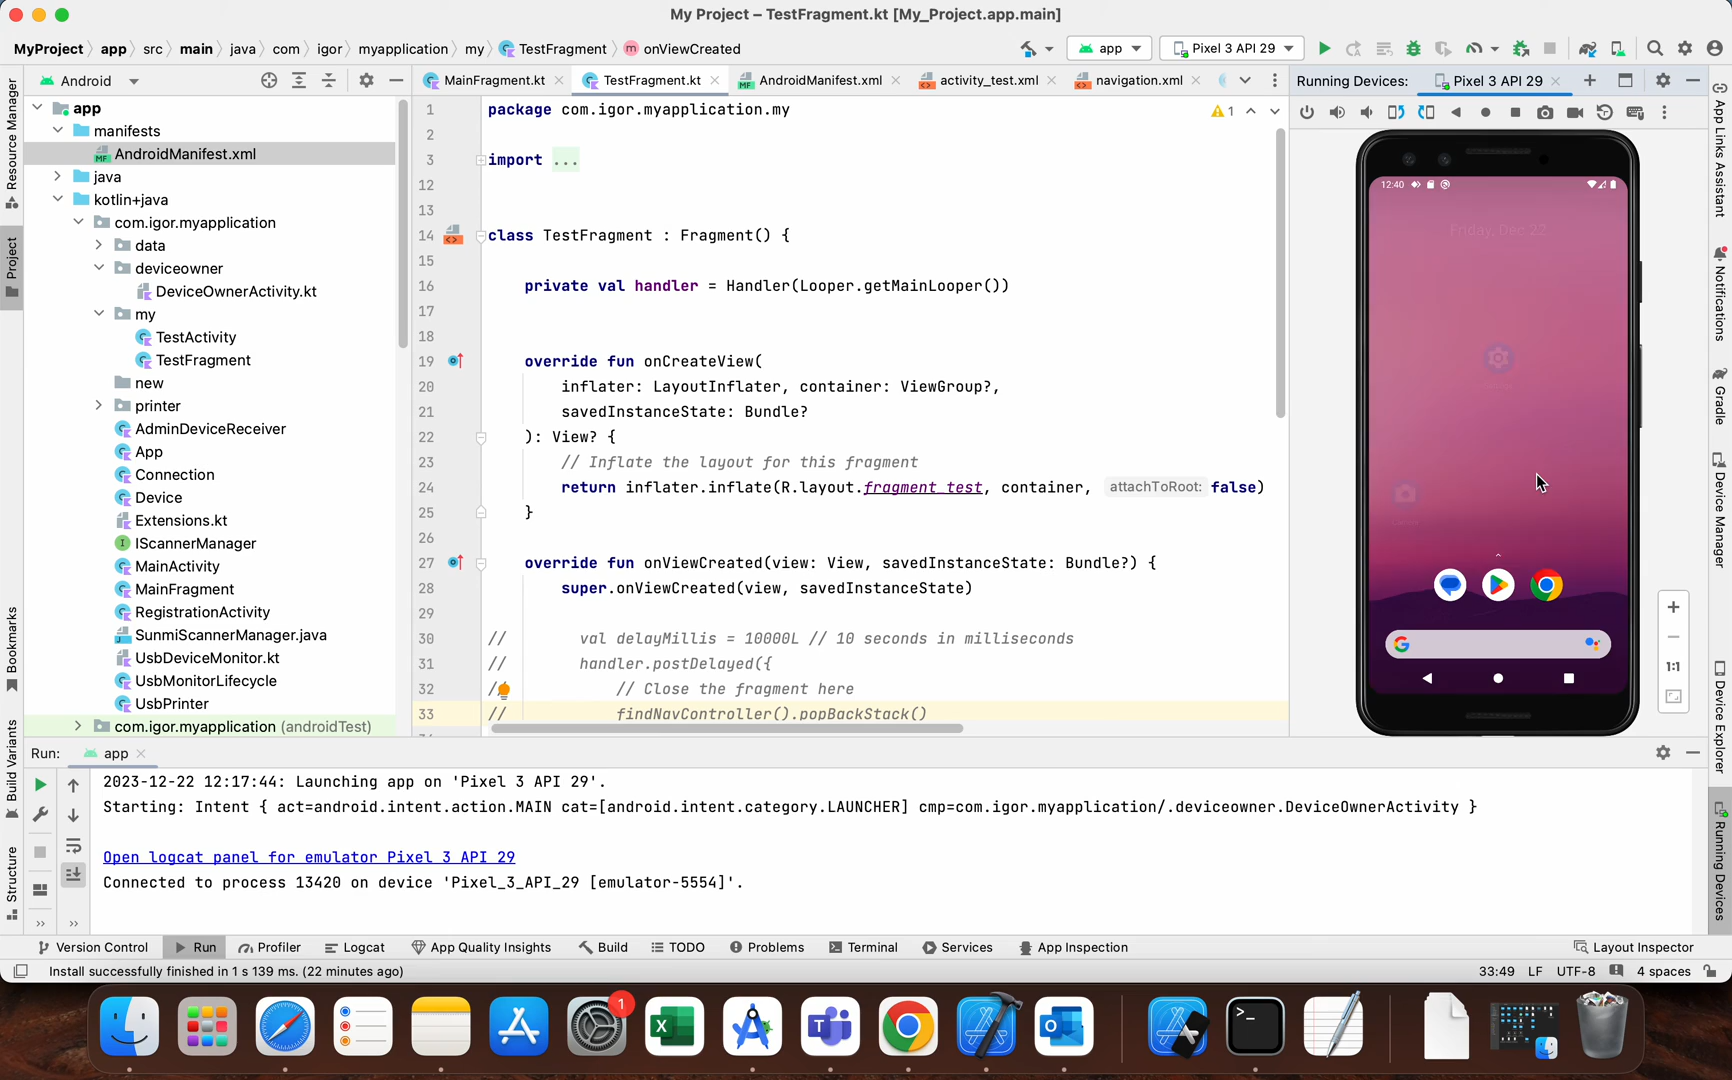 My Project – TestFragment.kt [My_Project.app.main]
MyProject app src main java com igor myapplication my TestFragment onViewCreated
app Pixel 3 API 29
Android
MainFragment.kt TestFragment.kt AndroidManifest.xml activity_test.xml navigation.xml
Running Devices: Pixel 3 API 29
Resource Manager
Project
Bookmarks
Build Variants
Structure
app
manifests
AndroidManifest.xml
java
kotlin+java
com.igor.myapplication
data
deviceowner
DeviceOwnerActivity.kt
my
TestActivity
TestFragment
new
printer
AdminDeviceReceiver
App
Connection
Device
Extensions.kt
IScannerManager
MainActivity
MainFragment
RegistrationActivity
SunmiScannerManager.java
UsbDeviceMonitor.kt
UsbMonitorLifecycle
UsbPrinter
com.igor.myapplication (androidTest)
1 package com.igor.myapplication.my
1
2
3 import ...
12
13
14 class TestFragment : Fragment() {
15
16 private val handler = Handler(Looper.getMainLooper())
17
18
19 override fun onCreateView(
20 inflater: LayoutInflater, container: ViewGroup?,
21 savedInstanceState: Bundle?
22 ): View? {
23 // Inflate the layout for this fragment
24 return inflater.inflate(R.layout.fragment_test, container, attachToRoot: false)
25 }
26
27 override fun onViewCreated(view: View, savedInstanceState: Bundle?) {
28 super.onViewCreated(view, savedInstanceState)
29
30 // val delayMillis = 10000L // 10 seconds in milliseconds
31 // handler.postDelayed({
32 // // Close the fragment here
33 // findNavController().popBackStack()
12:40
Friday, Dec 22
1:1
App Links Assistant
Notifications
Gradle
Device Manager
Device Explorer
Running Devices
Run: app
2023-12-22 12:17:44: Launching app on 'Pixel 3 API 29'.
Starting: Intent { act=android.intent.action.MAIN cat=[android.intent.category.LAUNCHER] cmp=com.igor.myapplication/.deviceowner.DeviceOwnerActivity }
Open logcat panel for emulator Pixel 3 API 29
Connected to process 13420 on device 'Pixel_3_API_29 [emulator-5554]'.
Version Control Run Profiler Logcat App Quality Insights Build TODO Problems Terminal Services App Inspection Layout Inspector
Install successfully finished in 1 s 139 ms. (22 minutes ago)
33:49 LF UTF-8 4 spaces
1